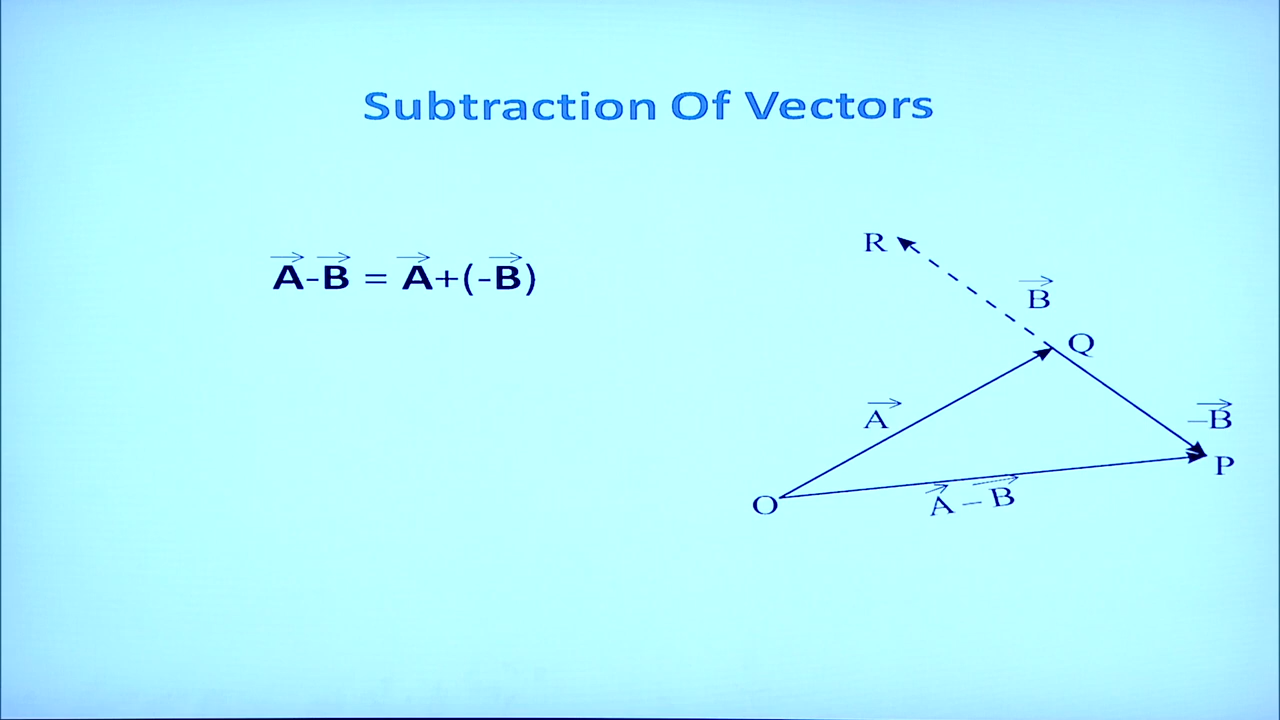 Subtraction Of Vectors
A⃗-B⃗ = A⃗+(-B⃗)
R
B⃗
Q
A⃗
–B⃗
P
O
A⃗ – B⃗